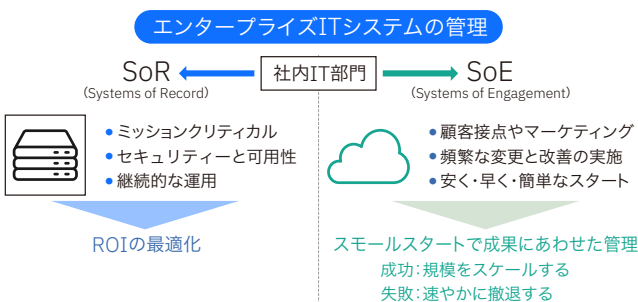 エンタープライズITシステムの管理
SoR
(Systems of Record)
社内IT部門
SoE
(Systems of Engagement)
● ミッションクリティカル
● セキュリティーと可用性
● 継続的な運用
ROIの最適化
● 顧客接点やマーケティング
● 頻繁な変更と改善の実施
● 安く・早く・簡単なスタート
スモールスタートで成果にあわせた管理
成功：規模をスケールする
失敗：速やかに撤退する